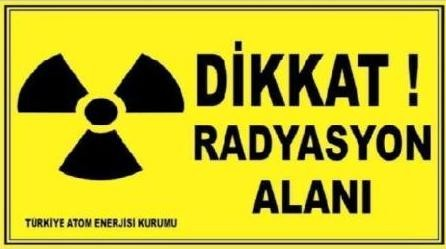 DİKKAT !
RADYASYON
ALANI
TÜRKİYE ATOM ENERJİSİ KURUMU